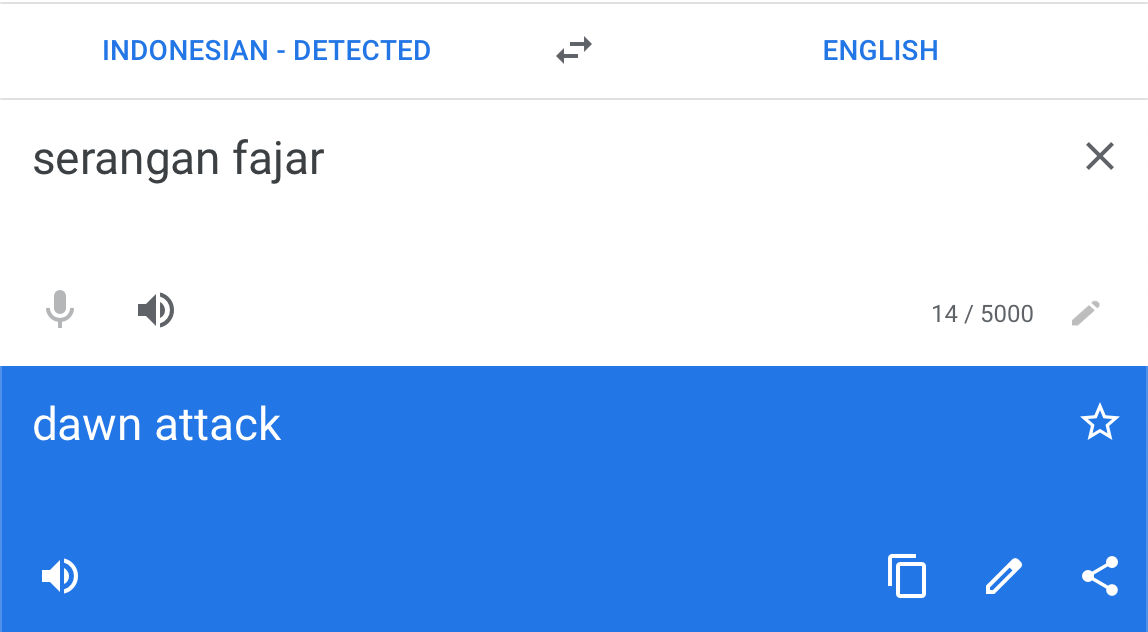 INDONESIAN - DETECTED
ENGLISH
serangan fajar
14 / 5000
dawn attack